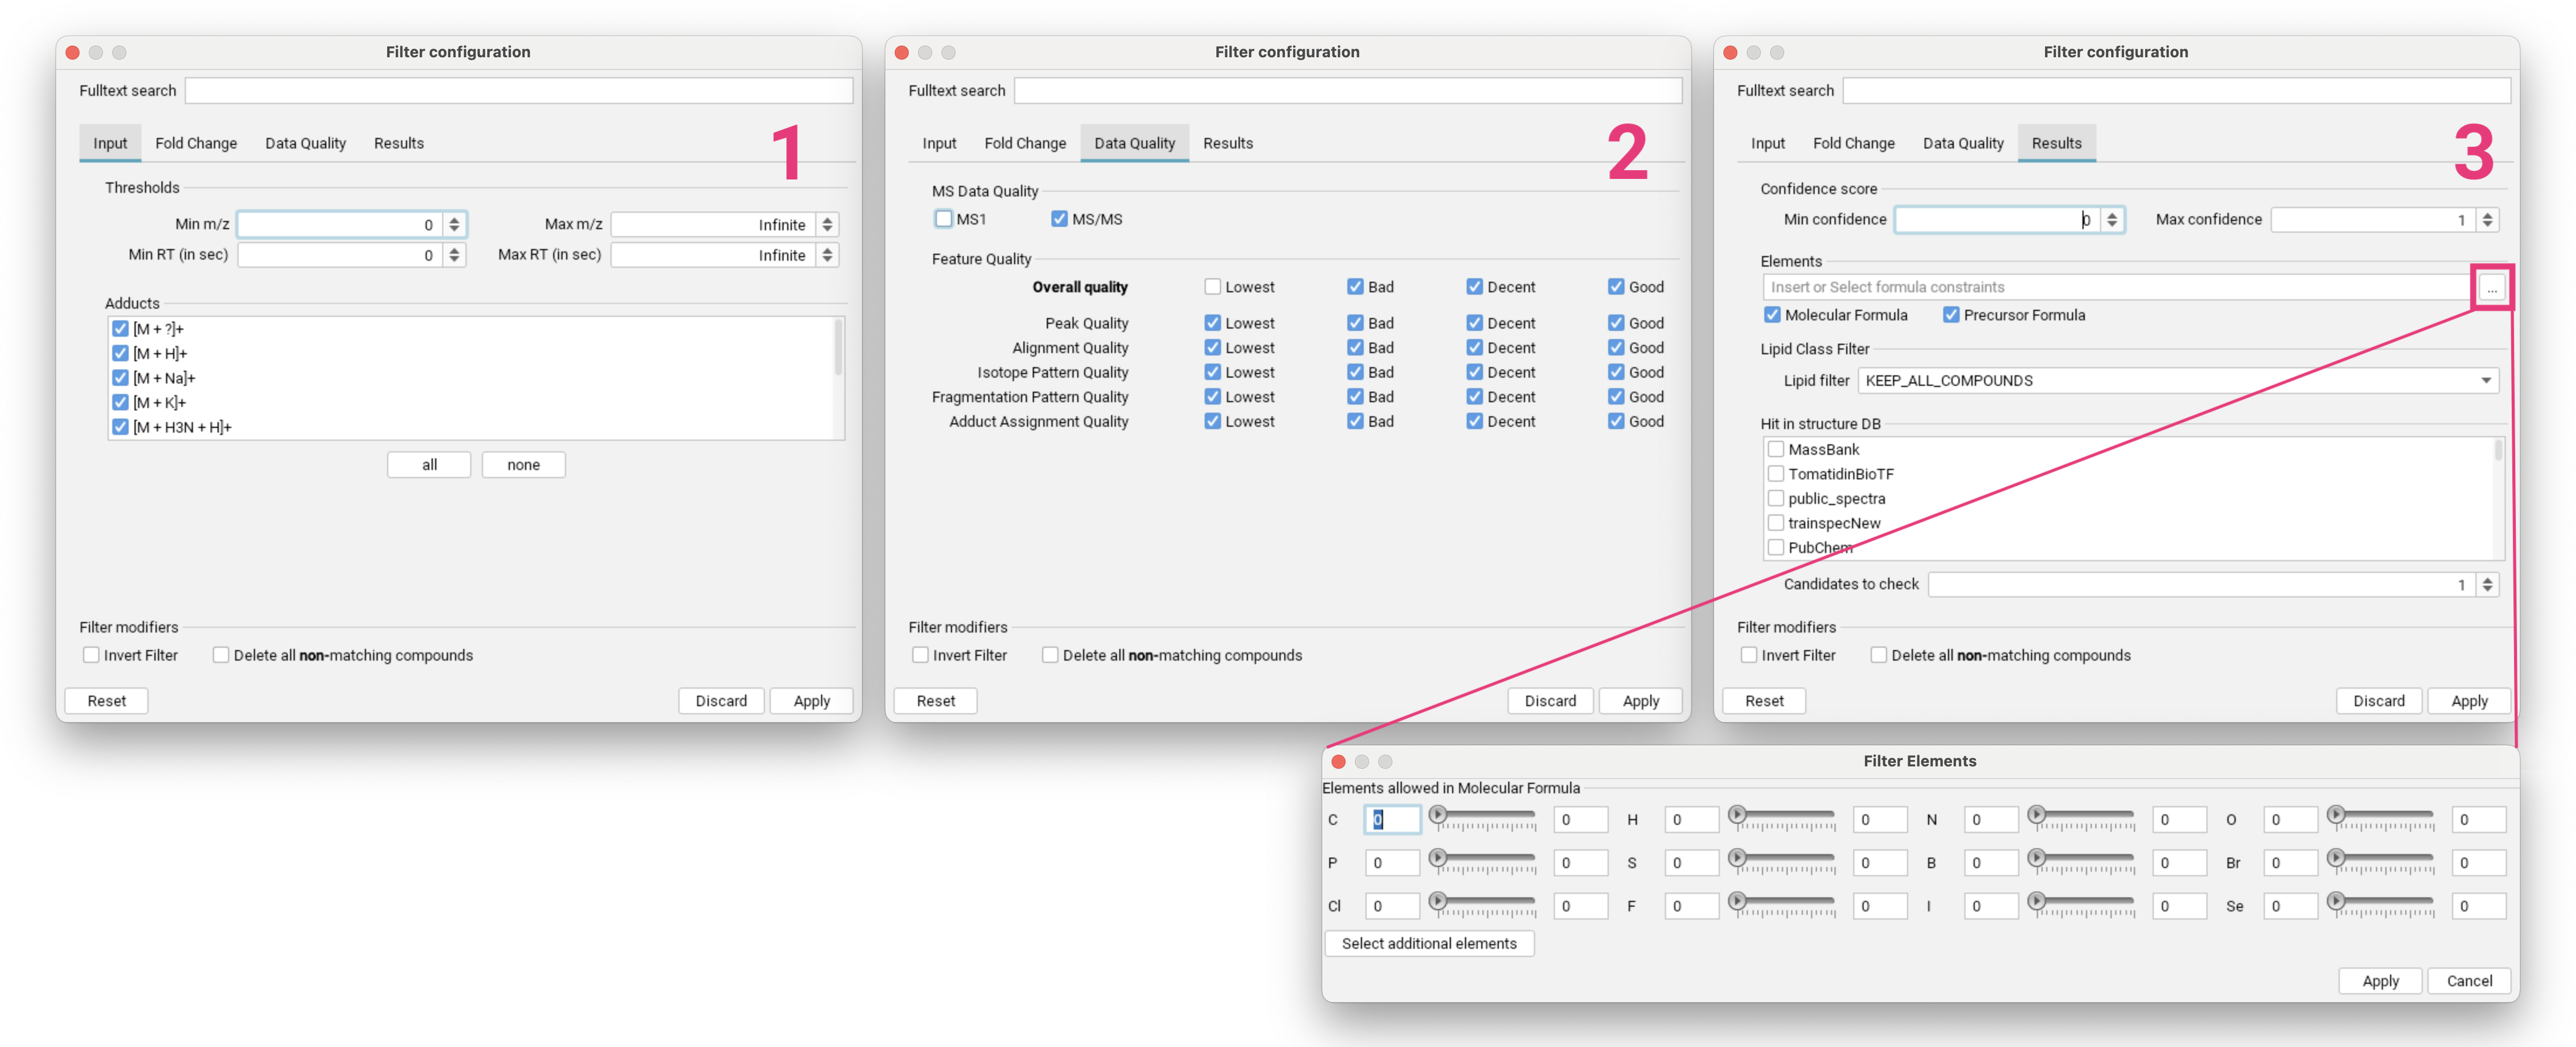 Filter configuration
Fulltext search
Input Fold Change Data Quality Results
1
Thresholds
Min m/z 0 Max m/z Infinite
Min RT (in sec) 0 Max RT (in sec) Infinite
Adducts
[M + ?]+
[M + H]+
[M + Na]+
[M + K]+
[M + H3N + H]+
all none
Filter modifiers
Invert Filter Delete all non-matching compounds
Reset Discard Apply
Filter configuration
Fulltext search
Input Fold Change Data Quality Results
2
MS Data Quality
MS1 MS/MS
Feature Quality
Overall quality Lowest Bad Decent Good
Peak Quality Lowest Bad Decent Good
Alignment Quality Lowest Bad Decent Good
Isotope Pattern Quality Lowest Bad Decent Good
Fragmentation Pattern Quality Lowest Bad Decent Good
Adduct Assignment Quality Lowest Bad Decent Good
Filter modifiers
Invert Filter Delete all non-matching compounds
Reset Discard Apply
Filter configuration
Fulltext search
Input Fold Change Data Quality Results
3
Confidence score
Min confidence 0 Max confidence 1
Elements
Insert or Select formula constraints ...
Molecular Formula Precursor Formula
Lipid Class Filter
Lipid filter KEEP_ALL_COMPOUNDS
Hit in structure DB
MassBank
TomatidinBioTF
public_spectra
trainspecNew
PubChem
Candidates to check 1
Filter modifiers
Invert Filter Delete all non-matching compounds
Reset Discard Apply
Filter Elements
Elements allowed in Molecular Formula
C 0 0 H 0 0 N 0 0 O 0 0
P 0 0 S 0 0 B 0 0 Br 0 0
Cl 0 0 F 0 0 I 0 0 Se 0 0
Select additional elements
Apply Cancel